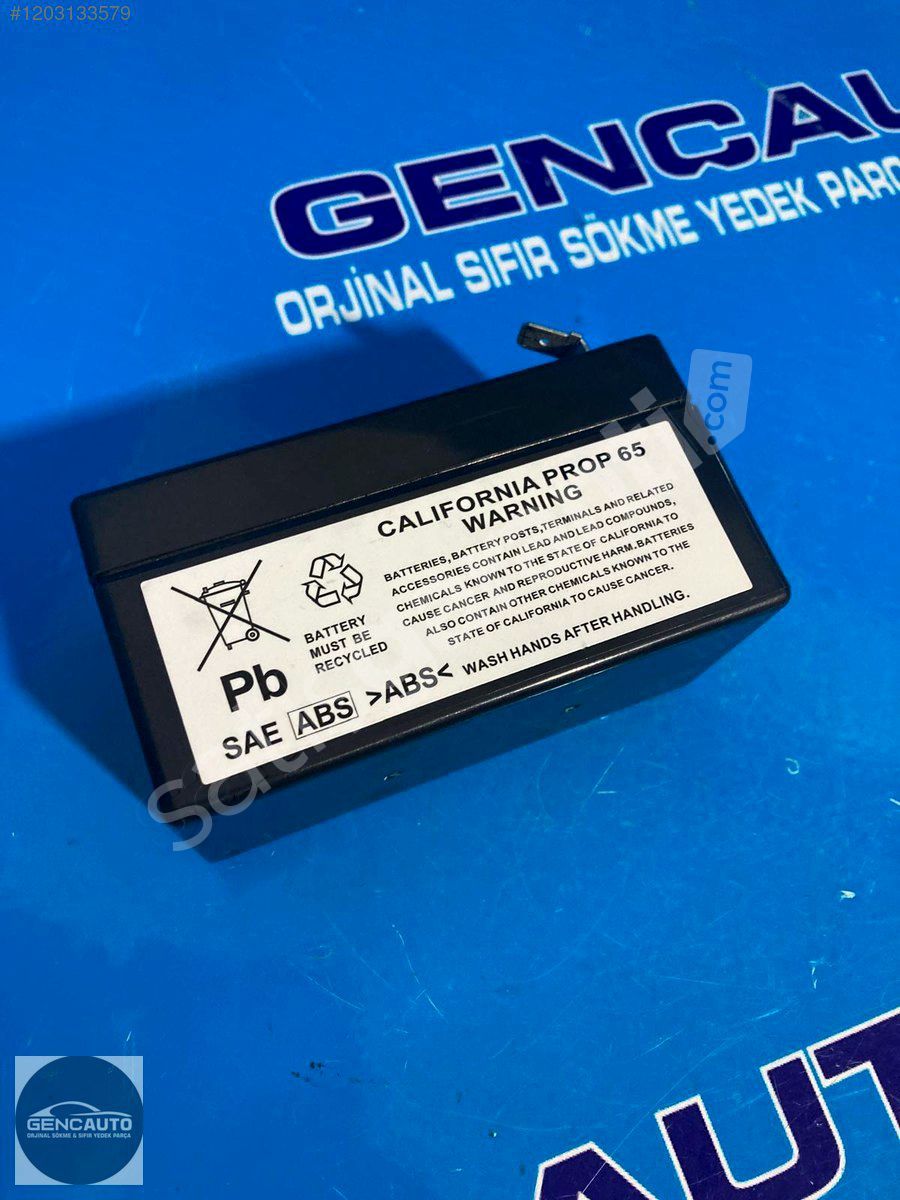 #1203133579
GENÇAU
ORJİNAL SIFIR SÖKME YEDEK PARÇ
sahibinden.com
CALIFORNIA PROP 65
WARNING
BATTERIES, BATTERY POSTS,TERMINALS AND RELATED
ACCESSORIES CONTAIN LEAD AND LEAD COMPOUNDS,
CHEMICALS KNOWN TO THE STATE OF CALIFORNIA TO
CAUSE CANCER AND REPRODUCTIVE HARM.BATTERIES
ALSO CONTAIN OTHER CHEMICALS KNOWN TO THE
STATE OF CALIFORNIA TO CAUSE CANCER.
WASH HANDS AFTER HANDLING.
BATTERY
MUST BE
RECYCLED
Pb
SAE ABS >ABS<
AUT
GENCAUTO
ORJİNAL SÖKME & SIFIR YEDEK PARÇA